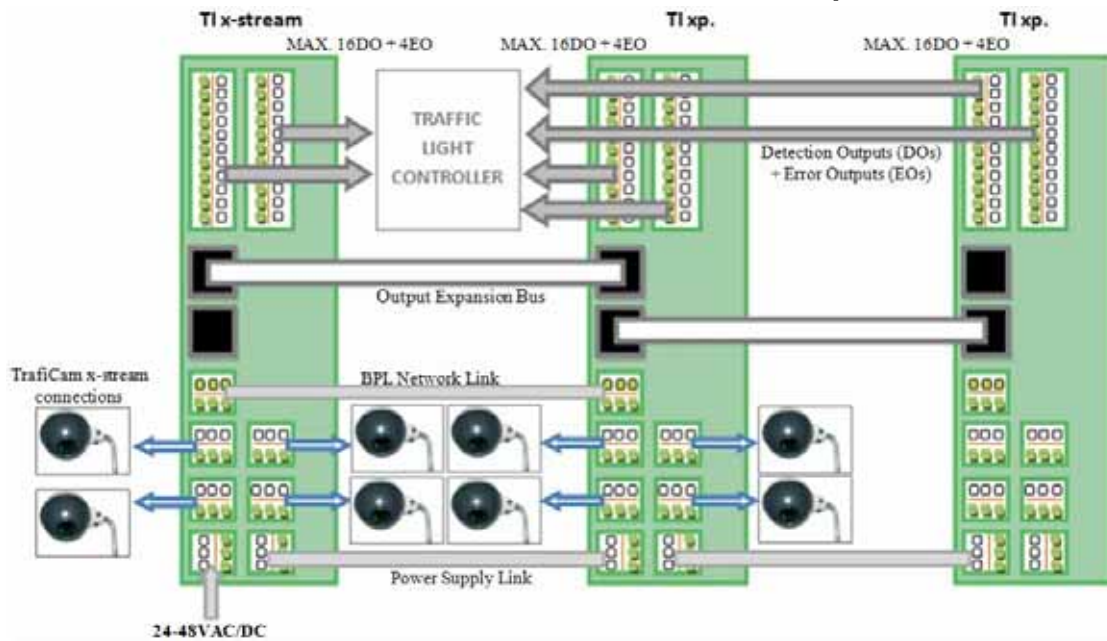 TI x-stream
TI xp.
TI xp.
MAX. 16DO + 4EO
MAX. 16DO + 4EO
MAX. 16DO + 4EO
TRAFFIC
LIGHT
CONTROLLER
Detection Outputs (DOs)
+ Error Outputs (EOs)
Output Expansion Bus
TrafiCam x-stream
connections
BPL Network Link
Power Supply Link
24-48VAC/DC